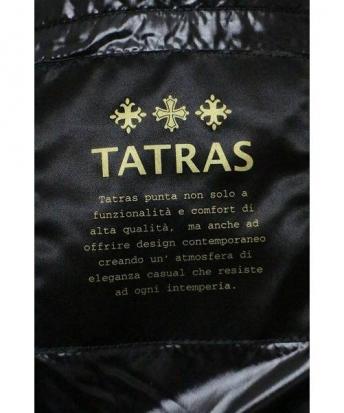 TATRAS
Tatras punta non solo a
funzionalità e comfort di
alta qualità, ma anche ad
offrire design contemporaneo
creando un' atmosfera di
eleganza casual che resiste
ad ogni intemperia.